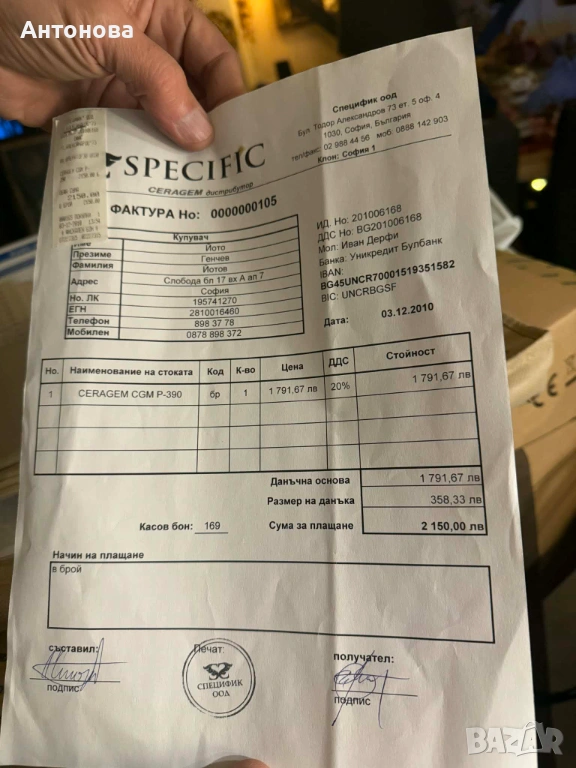 Антонова
SPECIFIC
CERAGEM дистрибутор
Специфик оод
Бул. Тодор Александров 73 ет. 5 оф. 4
1030, София, България
тел/факс: 02 988 44 56 моб: 0888 142 903
Клон: София 1
ФАКТУРА Но: 0000000105
Купувач
Име Йото
Презиме Генчев
Фамилия Йотов
Адрес Слобода бл 17 вх А ап 7
София
Но. ЛК 195741270
ЕГН 2810016460
Телефон 898 37 78
Мобилен 0878 898 372
ИД. Но: 201006168
ДДС Но: BG201006168
Мол: Иван Дерфи
Банка: Уникредит Булбанк
IBAN:
BG45UNCR70001519351582
BIC: UNCRBGSF
Дата: 03.12.2010
Но. Наименование на стоката Код К-во Цена ДДС Стойност
1 CERAGEM CGM P-390 бр 1 1 791,67 лв 20% 1 791,67 лв
Данъчна основа 1 791,67 лв
Размер на данъка 358,33 лв
Касов бон: 169 Сума за плащане 2 150,00 лв
Начин на плащане
в брой
съставил: Печат: получател:
СПЕЦИФИК
ООД
подпис подпис
BAZAR